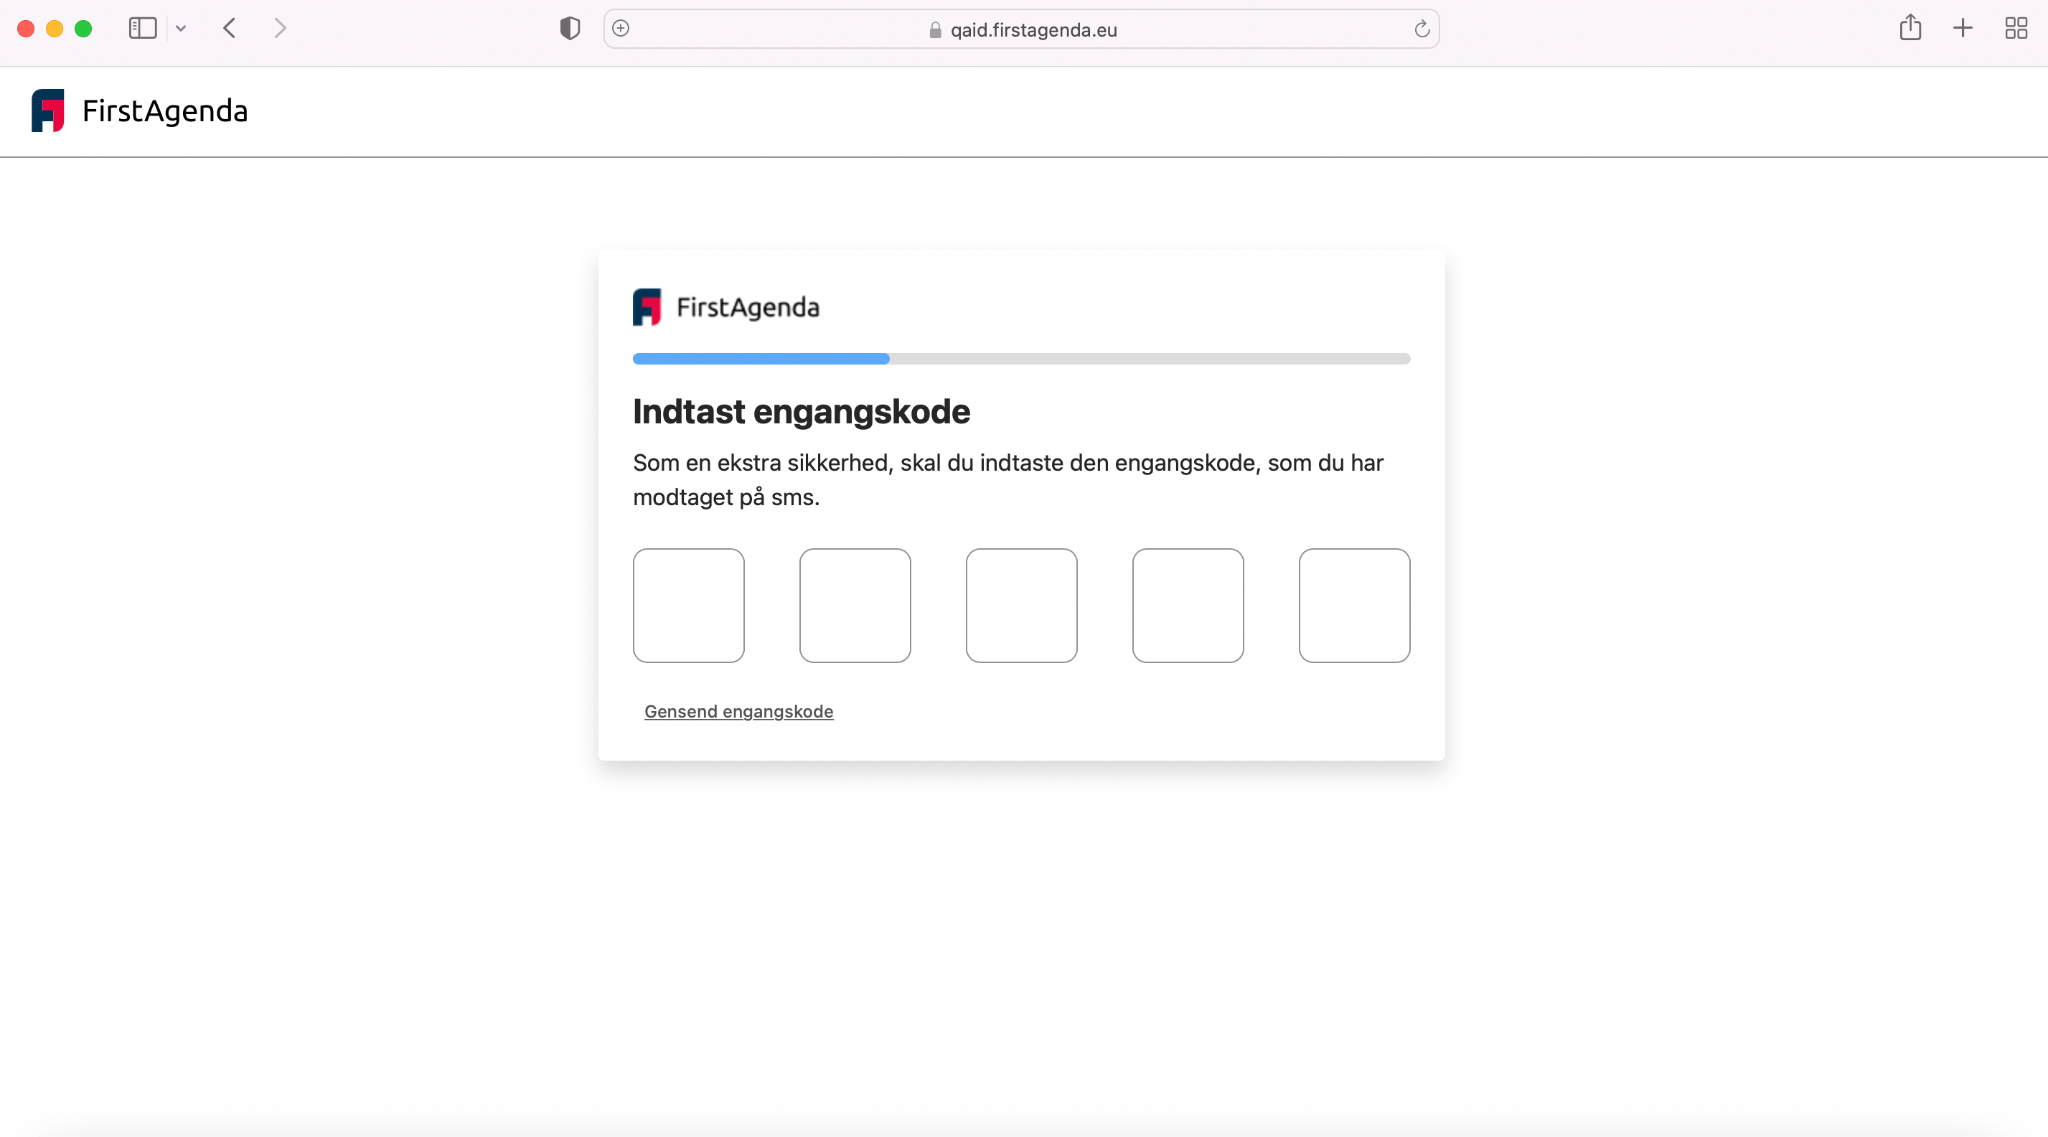 qaid.firstagenda.eu
FirstAgenda
FirstAgenda
Indtast engangskode
Som en ekstra sikkerhed, skal du indtaste den engangskode, som du har
modtaget på sms.
Gensend engangskode